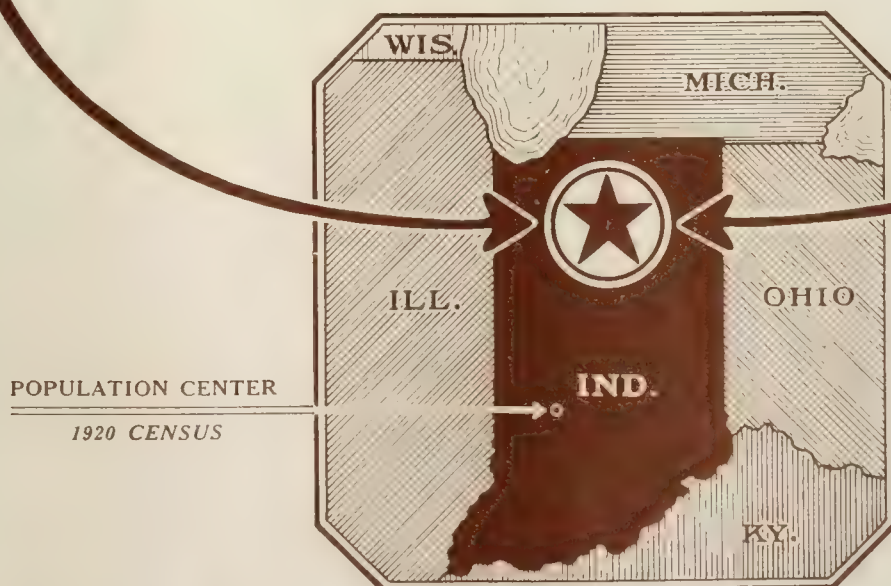 WIS.
MICH.
ILL.
OHIO
IND.
POPULATION CENTER
1920 CENSUS
KY.